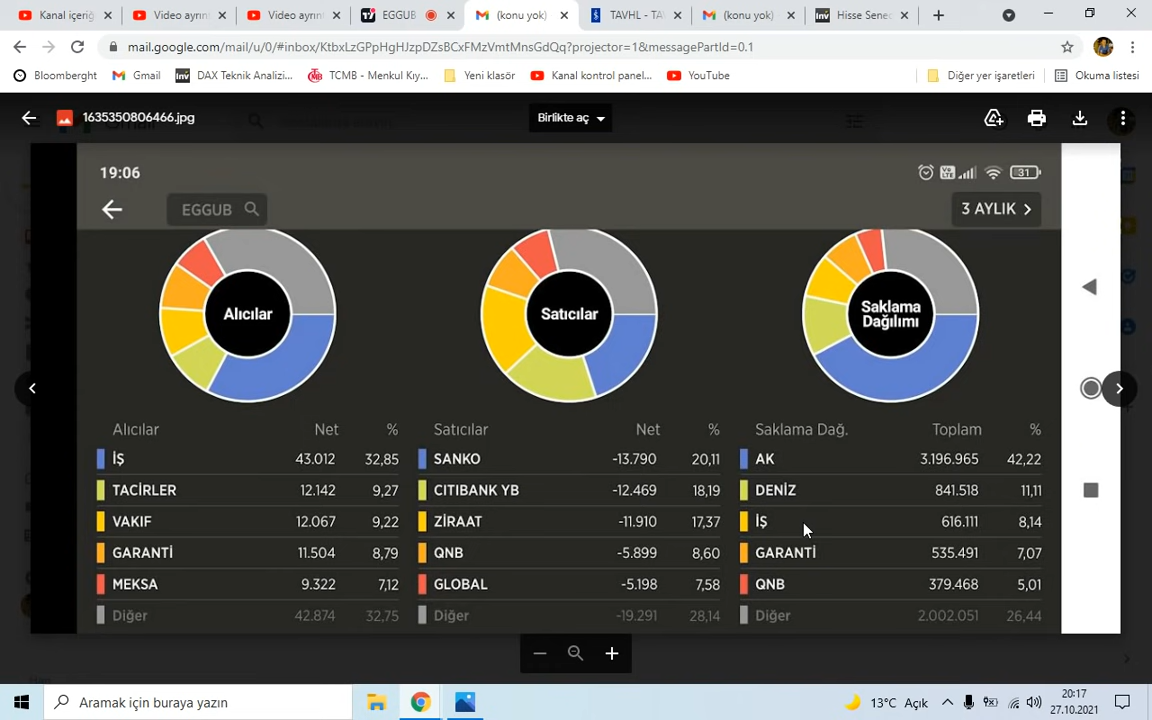 Kanal içeriğ
Video ayrınt
Video ayrınt
EGGUB
(konu yok)
TAVHL - TAV
(konu yok)
Hisse Sened
mail.google.com/mail/u/0/#inbox/KtbxLzGPpHgHJzpDZsBCxFMzVmtMnsGdQq?projector=1&messagePartId=0.1
Bloomberght
Gmail
DAX Teknik Analizi...
TCMB - Menkul Kıy...
Yeni klasör
Kanal kontrol panel...
YouTube
Diğer yer işaretleri
Okuma listesi
1635350806466.jpg
Birlikte aç
19:06
31
EGGUB
3 AYLIK
Alıcılar
Satıcılar
Saklama
Dağılımı
Alıcılar Net %
İŞ 43.012 32,85
TACİRLER 12.142 9,27
VAKIF 12.067 9,22
GARANTİ 11.504 8,79
MEKSA 9.322 7,12
Diğer 42.874 32,75
Satıcılar Net %
SANKO -13.790 20,11
CITIBANK YB -12.469 18,19
ZİRAAT -11.910 17,37
QNB -5.899 8,60
GLOBAL -5.198 7,58
Diğer -19.291 28,14
Saklama Dağ. Toplam %
AK 3.196.965 42,22
DENİZ 841.518 11,11
İŞ 616.111 8,14
GARANTİ 535.491 7,07
QNB 379.468 5,01
Diğer 2.002.051 26,44
Aramak için buraya yazın
13°C Açık
20:17
27.10.2021